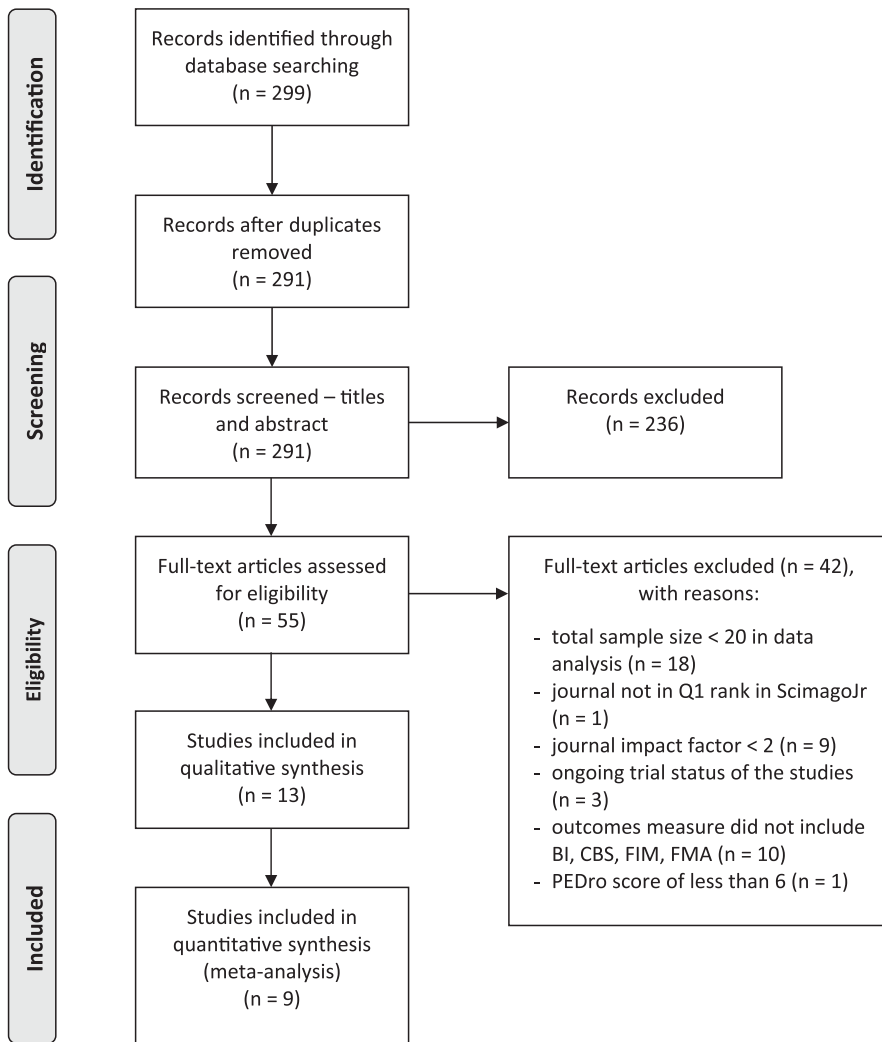 Identification
Records identified through
database searching
(n = 299)
Records after duplicates
removed
(n = 291)
Screening
Records screened – titles
and abstract
(n = 291)
Records excluded
(n = 236)
Eligibility
Full-text articles assessed
for eligibility
(n = 55)
Full-text articles excluded (n = 42),
with reasons:
- total sample size < 20 in data
analysis (n = 18)
- journal not in Q1 rank in ScimagoJr
(n = 1)
- journal impact factor < 2 (n = 9)
- ongoing trial status of the studies
(n = 3)
- outcomes measure did not include
BI, CBS, FIM, FMA (n = 10)
- PEDro score of less than 6 (n = 1)
Studies included in
qualitative synthesis
(n = 13)
Included
Studies included in
quantitative synthesis
(meta-analysis)
(n = 9)